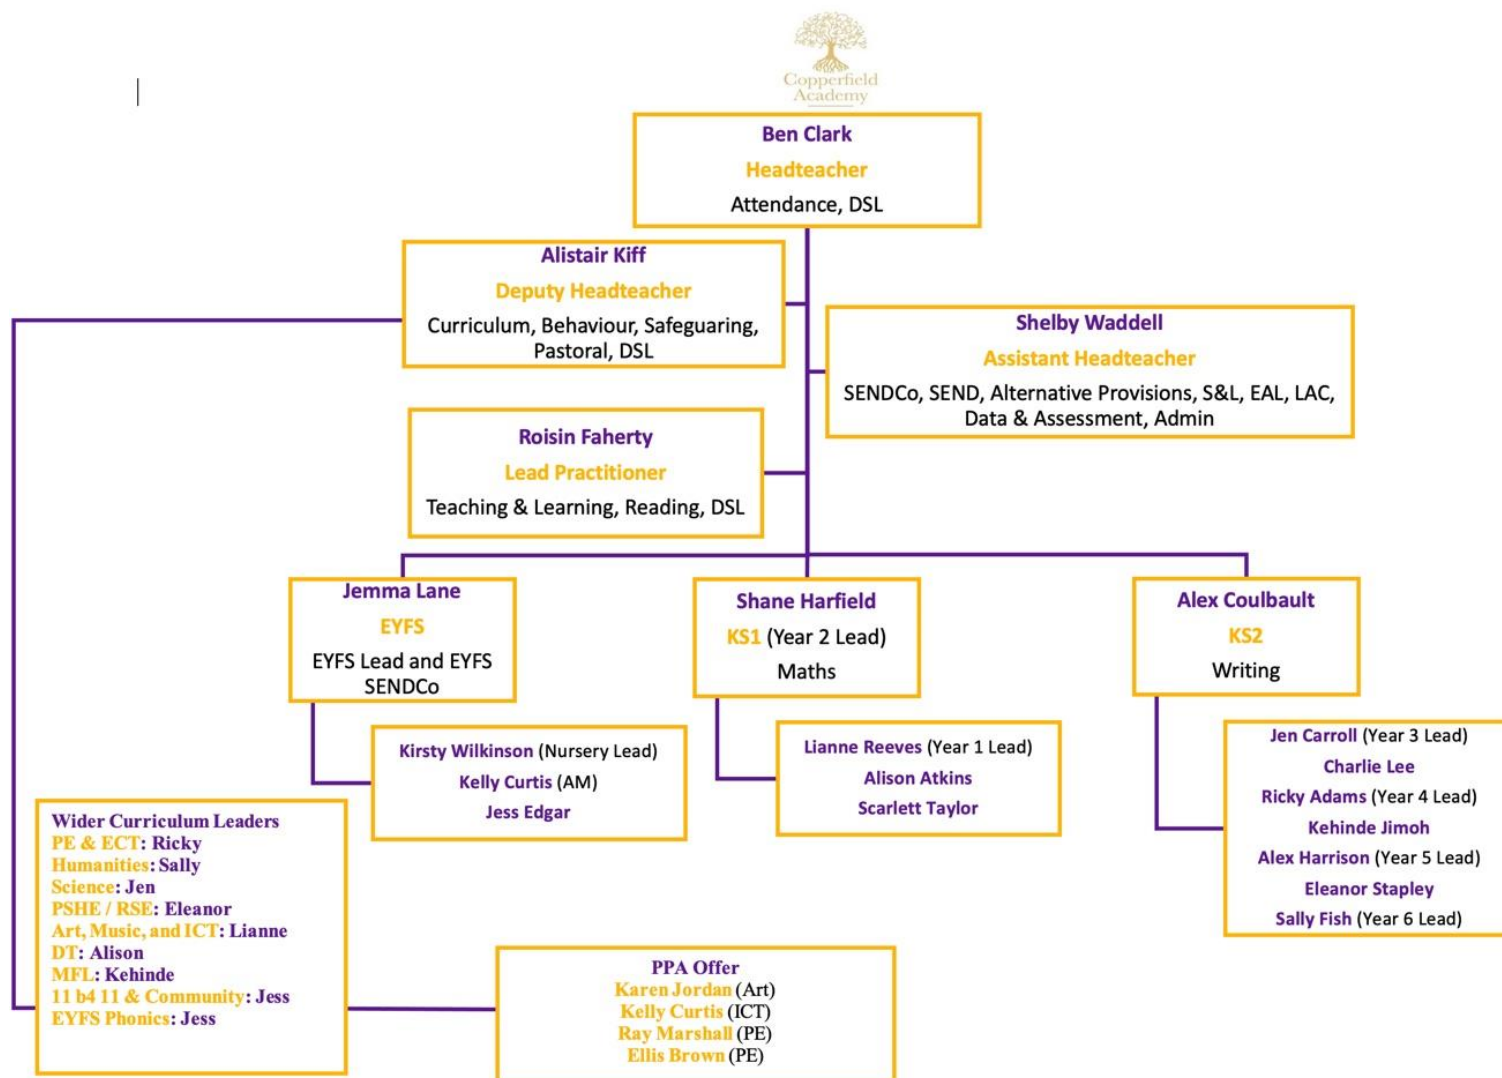 Copperfield
Academy
Ben Clark
Headteacher
Attendance, DSL
Alistair Kiff
Deputy Headteacher
Curriculum, Behaviour, Safeguaring,
Pastoral, DSL
Shelby Waddell
Assistant Headteacher
SENDCo, SEND, Alternative Provisions, S&L, EAL, LAC,
Data & Assessment, Admin
Roisin Faherty
Lead Practitioner
Teaching & Learning, Reading, DSL
Jemma Lane
EYFS
EYFS Lead and EYFS
SENDCo
Shane Harfield
KS1 (Year 2 Lead)
Maths
Alex Coulbault
KS2
Writing
Kirsty Wilkinson (Nursery Lead)
Kelly Curtis (AM)
Jess Edgar
Lianne Reeves (Year 1 Lead)
Alison Atkins
Scarlett Taylor
Jen Carroll (Year 3 Lead)
Charlie Lee
Ricky Adams (Year 4 Lead)
Kehinde Jimoh
Alex Harrison (Year 5 Lead)
Eleanor Stapley
Sally Fish (Year 6 Lead)
Wider Curriculum Leaders
PE & ECT: Ricky
Humanities: Sally
Science: Jen
PSHE / RSE: Eleanor
Art, Music, and ICT: Lianne
DT: Alison
MFL: Kehinde
11 b4 11 & Community: Jess
EYFS Phonics: Jess
PPA Offer
Karen Jordan (Art)
Kelly Curtis (ICT)
Ray Marshall (PE)
Ellis Brown (PE)